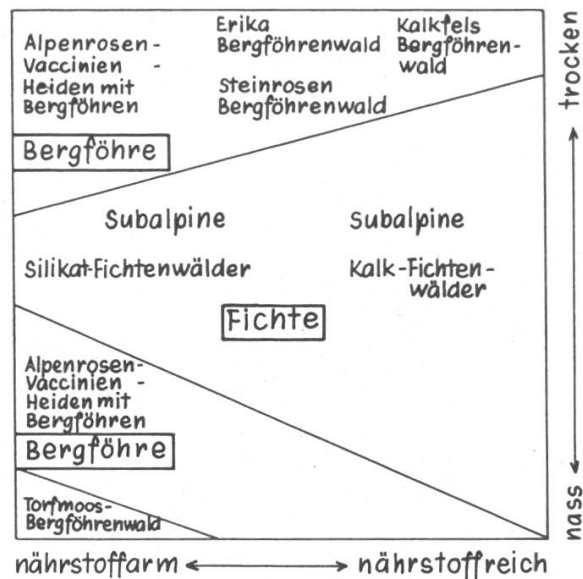 Alpenrosen-
Vaccinien -
Heiden mit
Bergföhren
Erika
Bergföhrenwald
Steinrosen
Bergföhrenwald
Kalkfels
Bergföhren-
wald
Bergföhre
Subalpine
Silikat-Fichtenwälder
Subalpine
Kalk-Fichten-
wälder
Fichte
Alpenrosen-
Vaccinien -
Heiden mit
Bergföhren
Bergföhre
Torfmoos-
Bergföhrenwald
trocken
nass
nährstoffarm
nährstoffreich